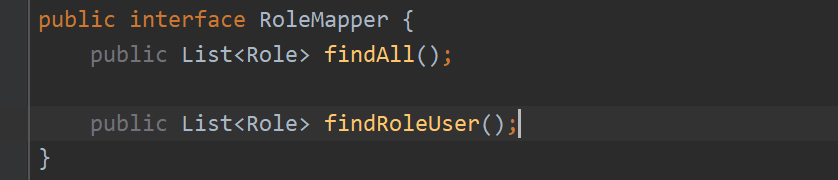 public interface RoleMapper {
    public List<Role> findAll();
    public List<Role> findRoleUser();
}